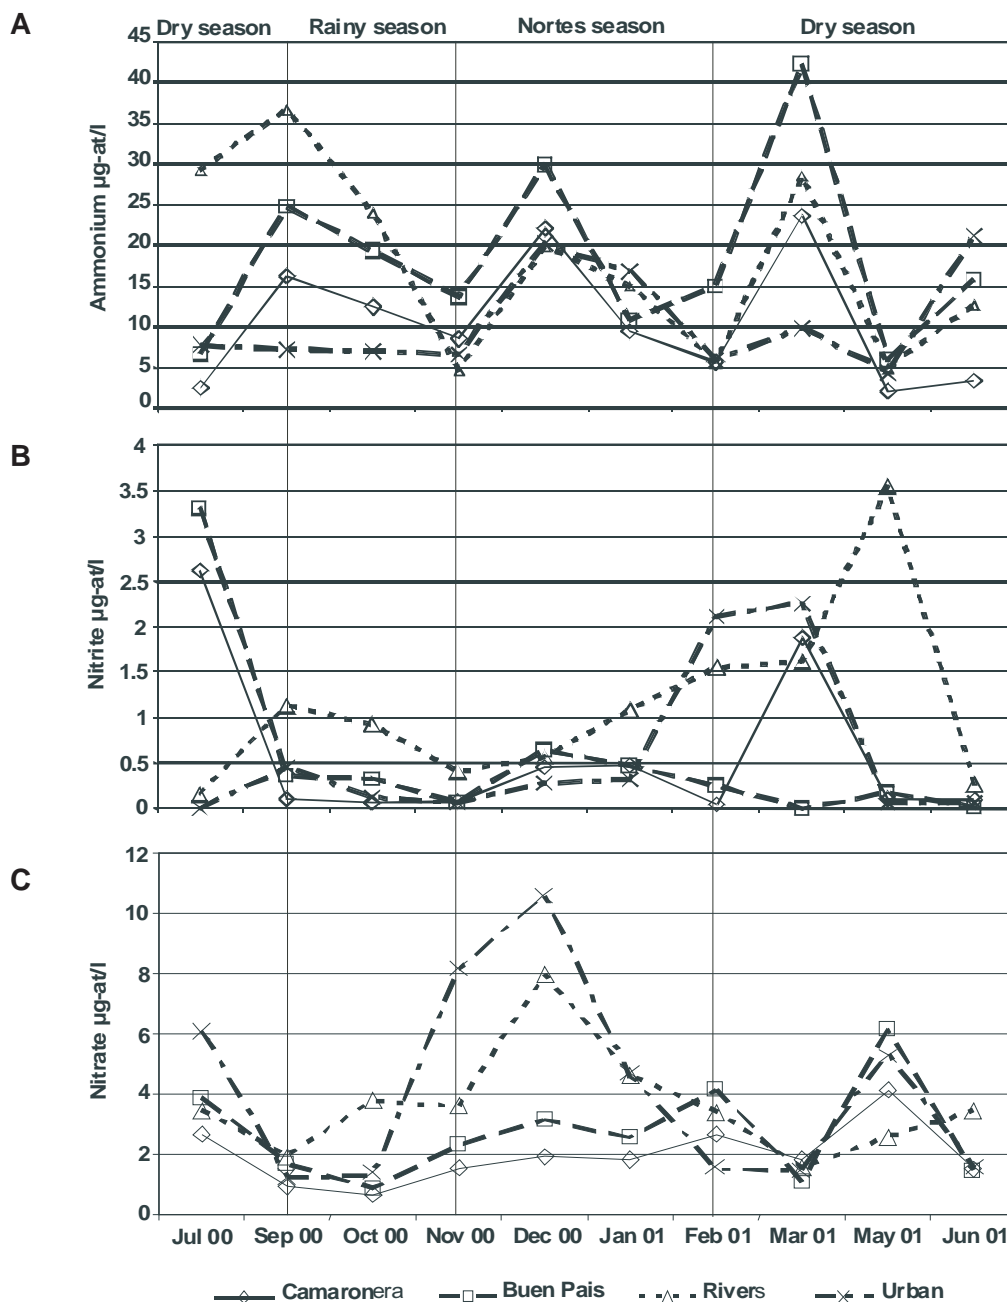 A
Dry season Rainy season Nortes season Dry season
45
40
35
30
25
20
15
10
5
0
Ammonium µg-at/l
B
4
3.5
3
2.5
2
1.5
1
0.5
0
Nitrite µg-at/l
C
12
10
8
6
4
2
0
Nitrate µg-at/l
Jul 00 Sep 00 Oct 00 Nov 00 Dec 00 Jan 01 Feb 01 Mar 01 May 01 Jun 01
Camaronera Buen Pais Rivers Urban